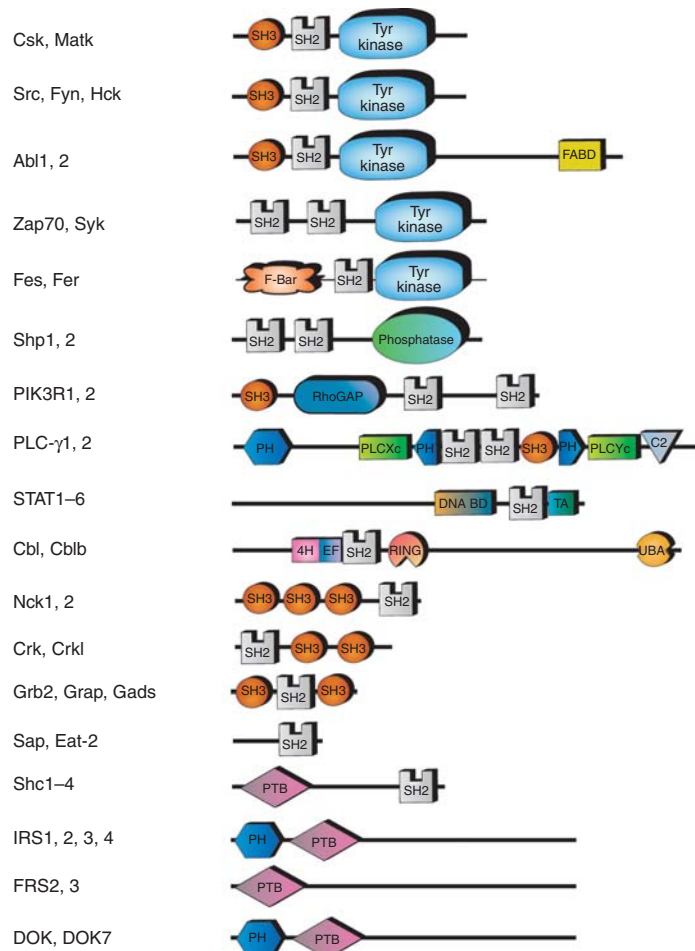 Csk, Matk SH3 SH2 Tyr kinase
Src, Fyn, Hck SH3 SH2 Tyr kinase
Abl1, 2 SH3 SH2 Tyr kinase FABD
Zap70, Syk SH2 SH2 Tyr kinase
Fes, Fer F-Bar SH2 Tyr kinase
Shp1, 2 SH2 SH2 Phosphatase
PIK3R1, 2 SH3 RhoGAP SH2 SH2
PLC-γ1, 2 PH PLCXc PH SH2 SH2 SH3 PH PLCYc C2
STAT1–6 DNA BD SH2 TA
Cbl, Cblb 4H EF SH2 RING UBA
Nck1, 2 SH3 SH3 SH3 SH2
Crk, Crkl SH2 SH3 SH3
Grb2, Grap, Gads SH3 SH2 SH3
Sap, Eat-2 SH2
Shc1–4 PTB SH2
IRS1, 2, 3, 4 PH PTB
FRS2, 3 PTB
DOK, DOK7 PH PTB